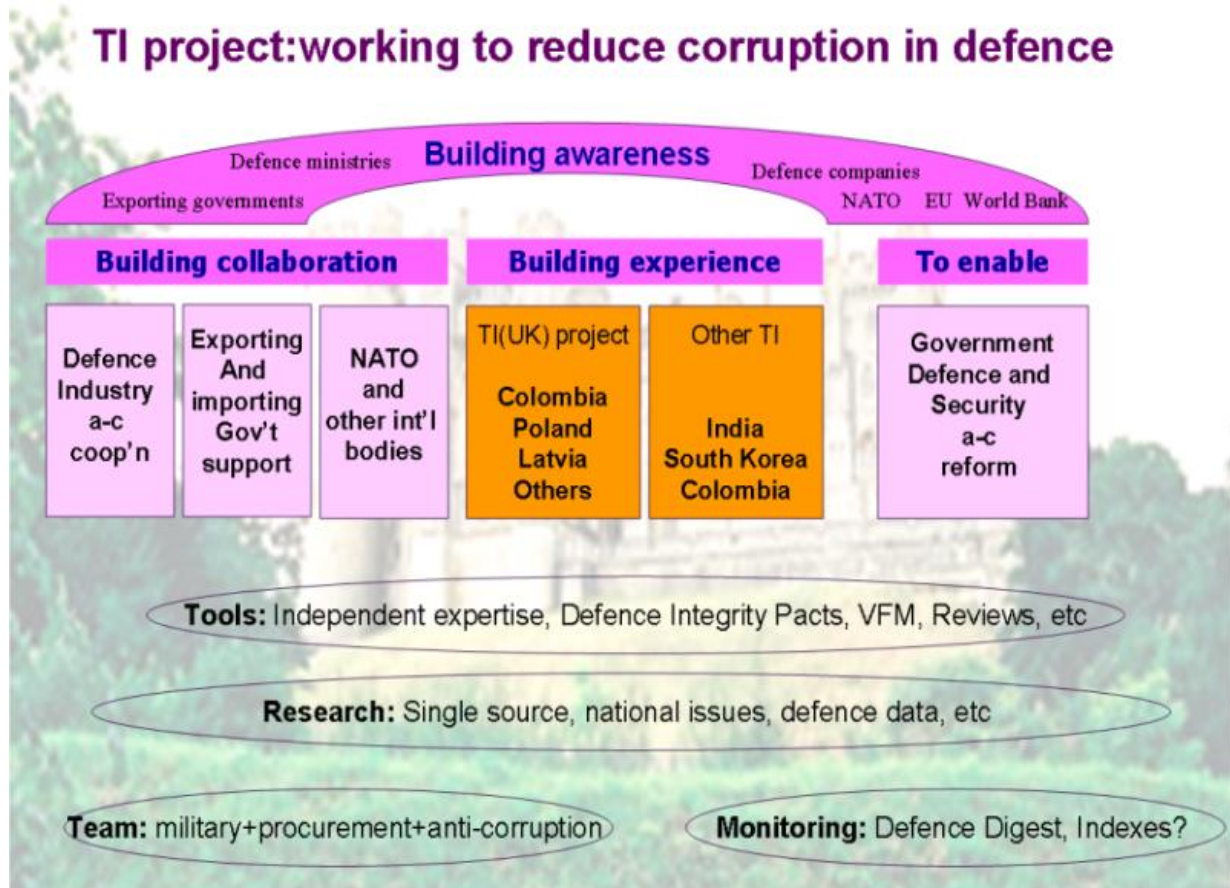 TI project:working to reduce corruption in defence
Building awareness
Defence ministries
Exporting governments
Defence companies
NATO EU World Bank
Building collaboration
Building experience
To enable
Defence
Industry
a-c
coop'n
Exporting
And
importing
Gov't
support
NATO
and
other int'l
bodies
TI(UK) project
Colombia
Poland
Latvia
Others
Other TI
India
South Korea
Colombia
Government
Defence and
Security
a-c
reform
Tools: Independent expertise, Defence Integrity Pacts, VFM, Reviews, etc
Research: Single source, national issues, defence data, etc
Team: military+procurement+anti-corruption
Monitoring: Defence Digest, Indexes?